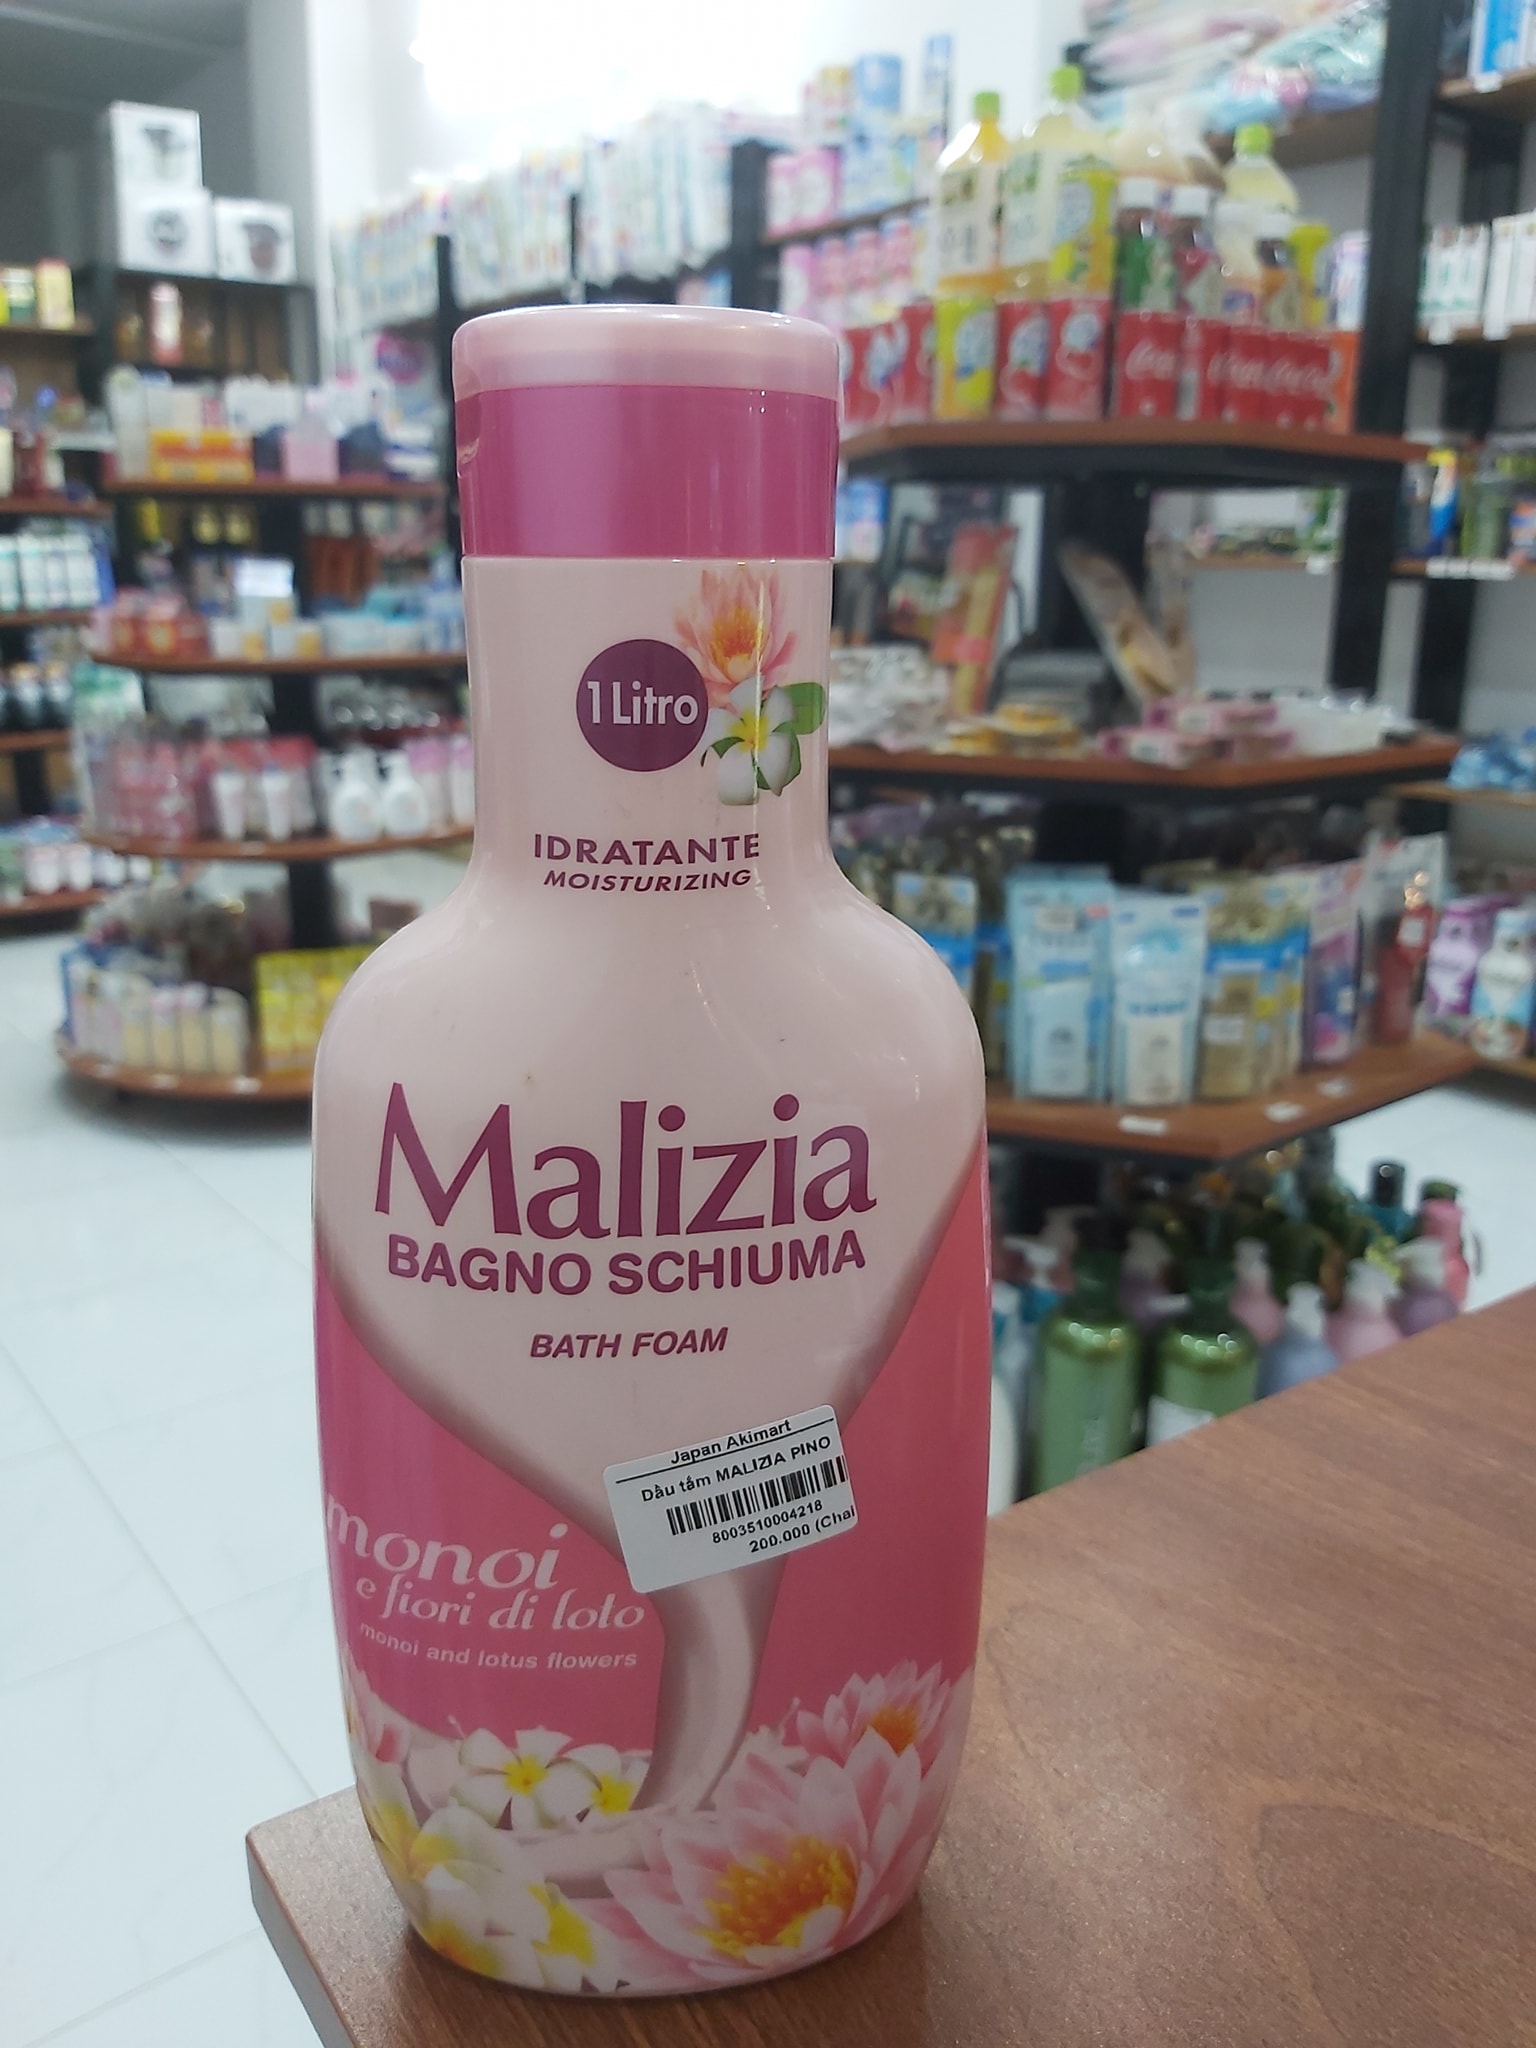 1 Litro
IDRATANTE
MOISTURIZING
Malizia
BAGNO SCHIUMA
BATH FOAM
Japan Akimart
Dầu tắm MALIZIA PINO
8003510004218
200.000 (Chai
monoi
e fiori di loto
monoi and lotus flowers